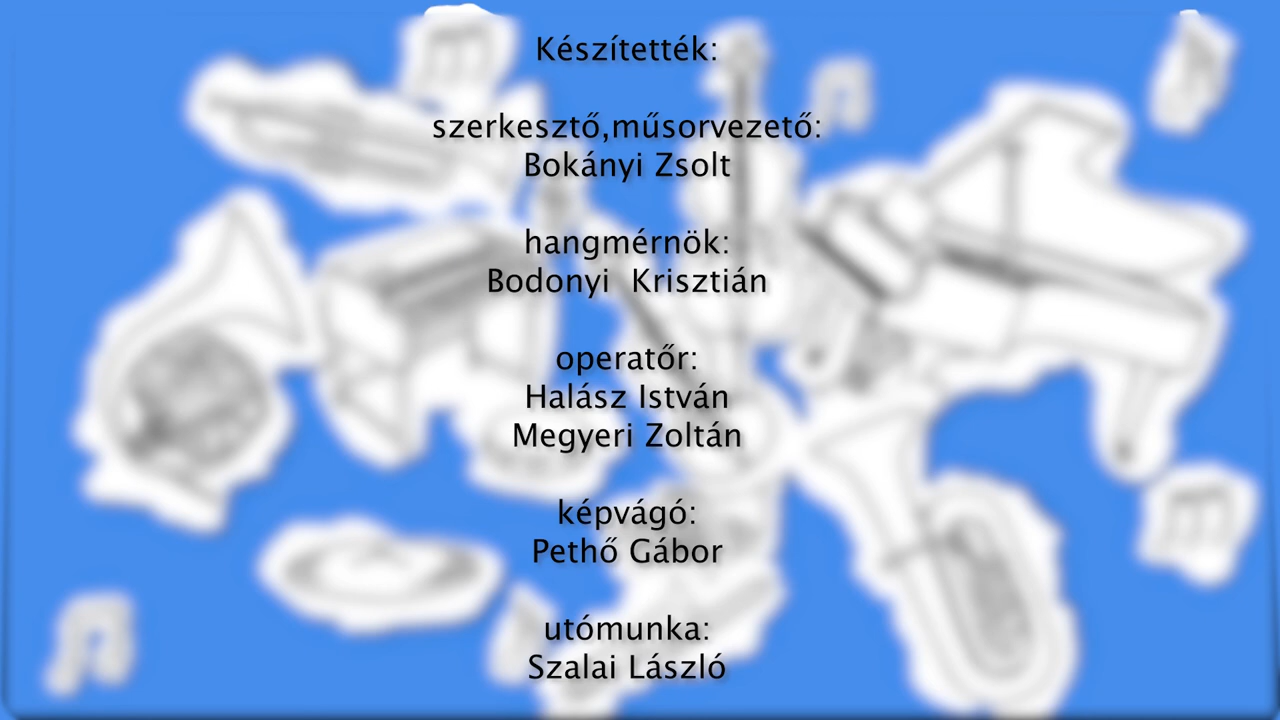 Készítették:
szerkesztő,műsorvezető:
Bokányi Zsolt
hangmérnök:
Bodonyi  Krisztián
operatőr:
Halász István
Megyeri Zoltán
képvágó:
Pethő Gábor
utómunka:
Szalai László